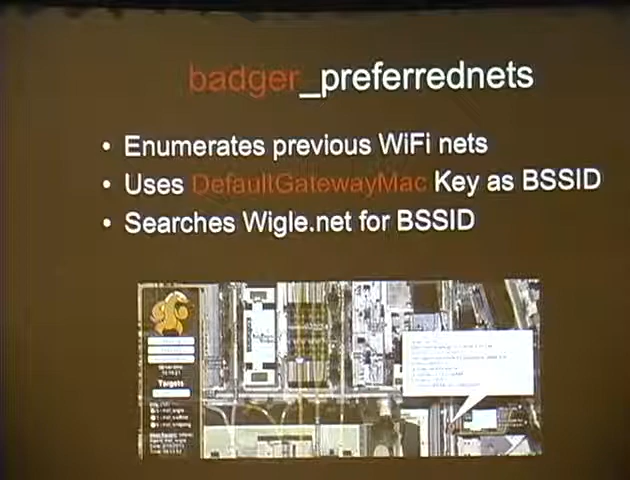 badger_preferrednets
• Enumerates previous WiFi nets
• Uses DefaultGatewayMac Key as BSSID
• Searches Wigle.net for BSSID
Targets